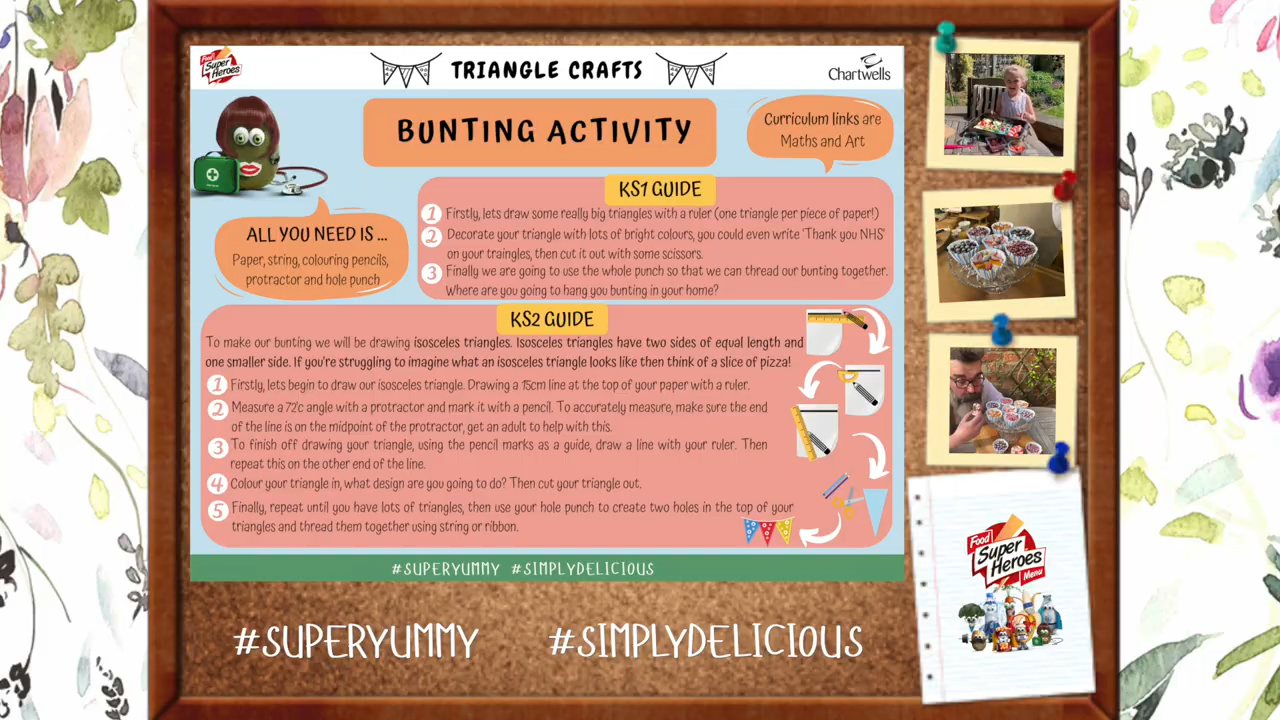 Food
Super
Heroes
TRIANGLE CRAFTS
Chartwells
BUNTING ACTIVITY
Curriculum links are
Maths and Art
ALL YOU NEED IS ...
Paper, string, colouring pencils,
protractor and hole punch
KS1 GUIDE
1 Firstly, lets draw some really big triangles with a ruler (one triangle per piece of paper!)
2 Decorate your triangle with lots of bright colours, you could even write 'Thank you NHS'
on your traingles, then cut it out with some scissors.
3 Finally we are going to use the whole punch so that we can thread our bunting together.
Where are you going to hang you bunting in your home?
KS2 GUIDE
To make our bunting we will be drawing isosceles triangles. Isosceles triangles have two sides of equal length and
one smaller side. If you're struggling to imagine what an isosceles triangle looks like then think of a slice of pizza!
1 Firstly, lets begin to draw our isosceles triangle. Drawing a 15cm line at the top of your paper with a ruler.
2 Measure a 72c angle with a protractor and mark it with a pencil. To accurately measure, make sure the end
of the line is on the midpoint of the protractor, get an adult to help with this.
3 To finish off drawing your triangle, using the pencil marks as a guide, draw a line with your ruler. Then
repeat this on the other end of the line.
4 Colour your triangle in, what design are you going to do? Then cut your triangle out.
5 Finally, repeat until you have lots of triangles, then use your hole punch to create two holes in the top of your
triangles and thread them together using string or ribbon.
#SUPERYUMMY #SIMPLYDELICIOUS
#SUPERYUMMY #SIMPLYDELICIOUS
Food
Super
Heroes
Menu